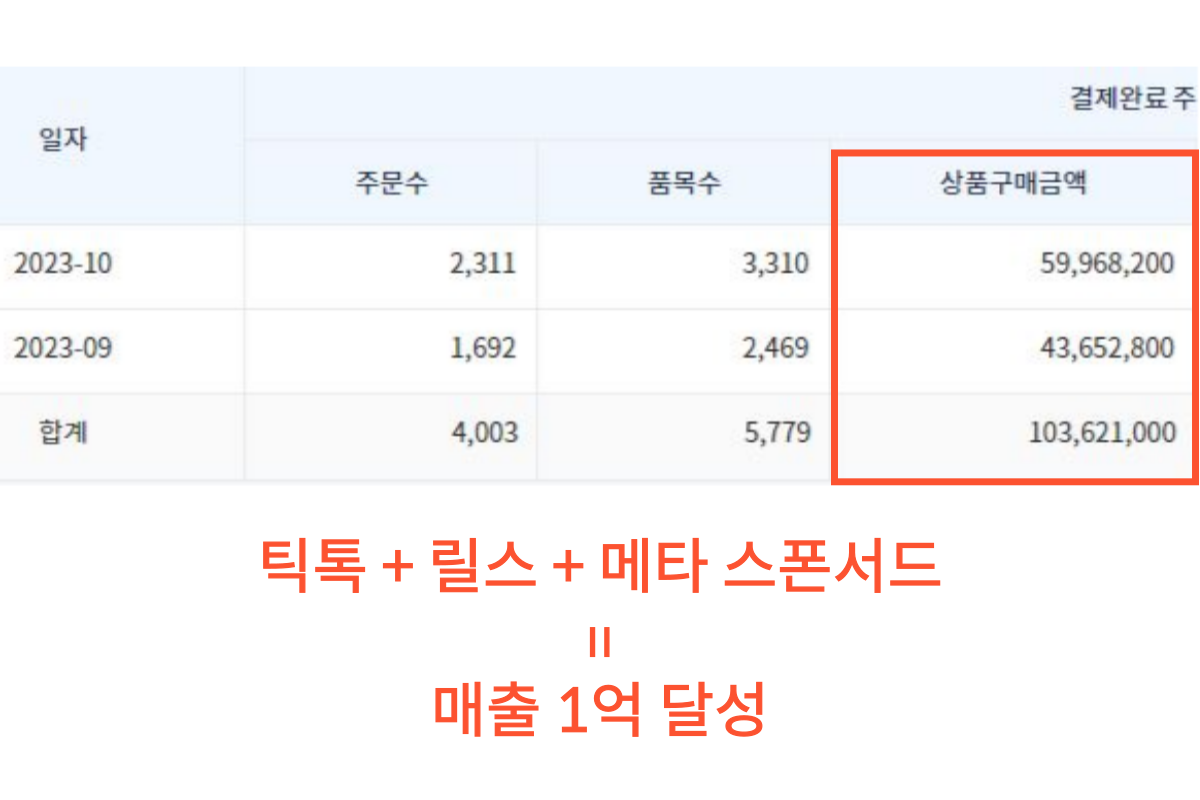 결제완료 주
일자
주문수 품목수 상품구매금액
2023-10 2,311 3,310 59,968,200
2023-09 1,692 2,469 43,652,800
합계 4,003 5,779 103,621,000
틱톡 + 릴스 + 메타 스폰서드
=
매출 1억 달성